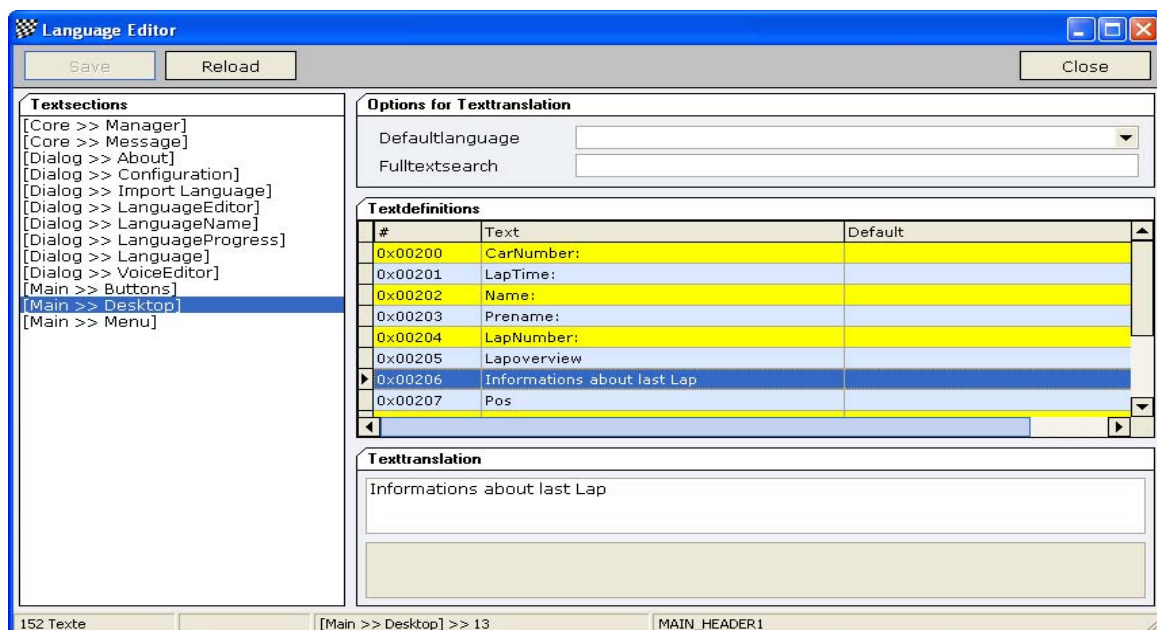 Language Editor
Save Reload Close
Textsections
[Core >> Manager]
[Core >> Message]
[Dialog >> About]
[Dialog >> Configuration]
[Dialog >> Import Language]
[Dialog >> LanguageEditor]
[Dialog >> LanguageName]
[Dialog >> LanguageProgress]
[Dialog >> Language]
[Dialog >> VoiceEditor]
[Main >> Buttons]
[Main >> Desktop]
[Main >> Menu]
Options for Texttranslation
Defaultlanguage
Fulltextsearch
Textdefinitions
# Text Default
0x00200 CarNumber:
0x00201 LapTime:
0x00202 Name:
0x00203 Prename:
0x00204 LapNumber:
0x00205 Lapoverview
0x00206 Informations about last Lap
0x00207 Pos
Texttranslation
Informations about last Lap
152 Texte [Main >> Desktop] >> 13 MAIN_HEADER1